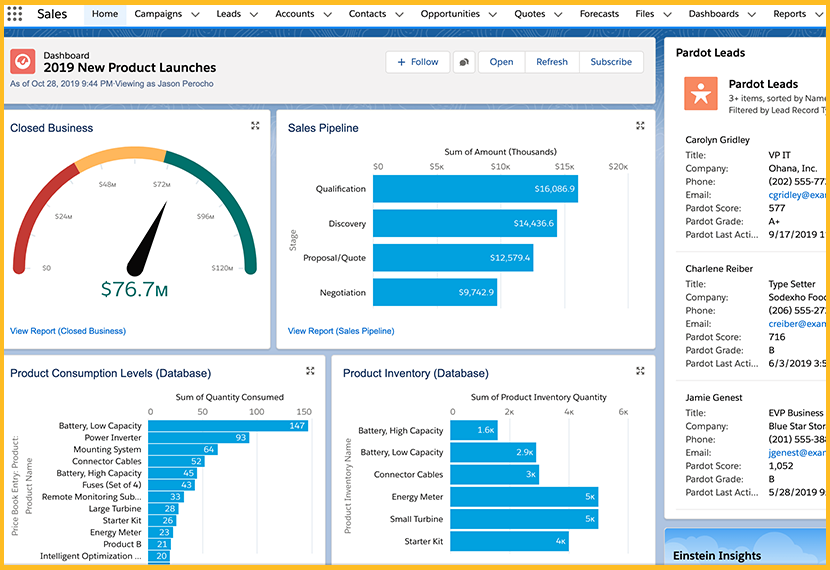 Sales Home Campaigns Leads Accounts Contacts Opportunities Quotes Forecasts Files Dashboards Reports
Dashboard
2019 New Product Launches
As of Oct 28, 2019 9:44 PM·Viewing as Jason Perocho
+ Follow Open Refresh Subscribe
Closed Business
$0
$24M
$48M
$72M
$96M
$120M
$76.7M
View Report (Closed Business)
Sales Pipeline
Sum of Amount (Thousands)
$0 $5K $10K $15K $20K
Stage
Qualification $16,086.9
Discovery $14,436.6
Proposal/Quote $12,579.4
Negotiation $9,742.9
View Report (Sales Pipeline)
Product Consumption Levels (Database)
Sum of Quantity Consumed
0 50 100 150
Price Book Entry: Product:
Product Name
Battery, Low Capacity 147
Power Inverter 93
Mounting System 64
Connector Cables 52
Battery, High Capacity 45
Fuses (Set of 4) 43
Remote Monitoring Sub... 33
Large Turbine 28
Starter Kit 26
Energy Meter 23
Product B 21
Intelligent Optimization ... 20
Product Inventory (Database)
Sum of Product Inventory Quantity
0 2K 4K 6K
Product Inventory Name
Battery, High Capacity 1.6K
Battery, Low Capacity 2.9K
Connector Cables 3K
Energy Meter 5K
Small Turbine 5K
Starter Kit 4K
Pardot Leads
Pardot Leads
3+ items, sorted by Name
Filtered by Lead Record T
Carolyn Gridley
Title: VP IT
Company: Ohana, Inc.
Phone: (202) 555-77
Email: cgridley@exa
Pardot Score: 577
Pardot Grade: A+
Pardot Last Acti... 9/17/2019 1
Charlene Reiber
Title: Type Setter
Company: Sodexho Foo
Phone: (206) 555-27
Email: creiber@exan
Pardot Score: 716
Pardot Grade: B
Pardot Last Acti... 6/3/2019 3:5
Jamie Genest
Title: EVP Business
Company: Blue Star Stor
Phone: (201) 555-38
Email: jgenest@exam
Pardot Score: 1,052
Pardot Grade: B
Pardot Last Acti... 5/28/2019 9
Einstein Insights